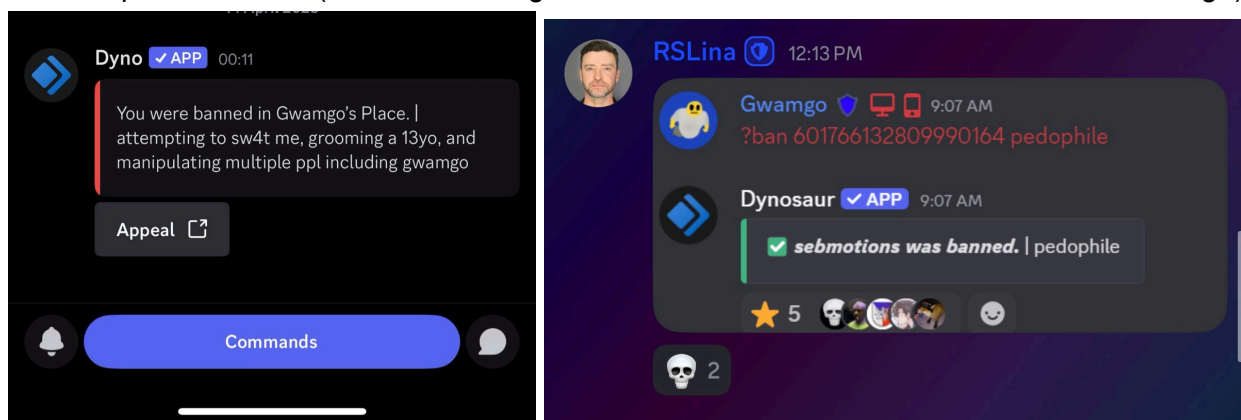 Dyno ✓ APP 00:11
You were banned in Gwamgo's Place. |
attempting to sw4t me, grooming a 13yo, and
manipulating multiple ppl including gwamgo
Appeal
Commands
RSLina 12:13 PM
Gwamgo 9:07 AM
?ban 601766132809990164 pedophile
Dynosaur ✓ APP 9:07 AM
✅ sebmotions was banned. | pedophile
⭐ 5
💀 2